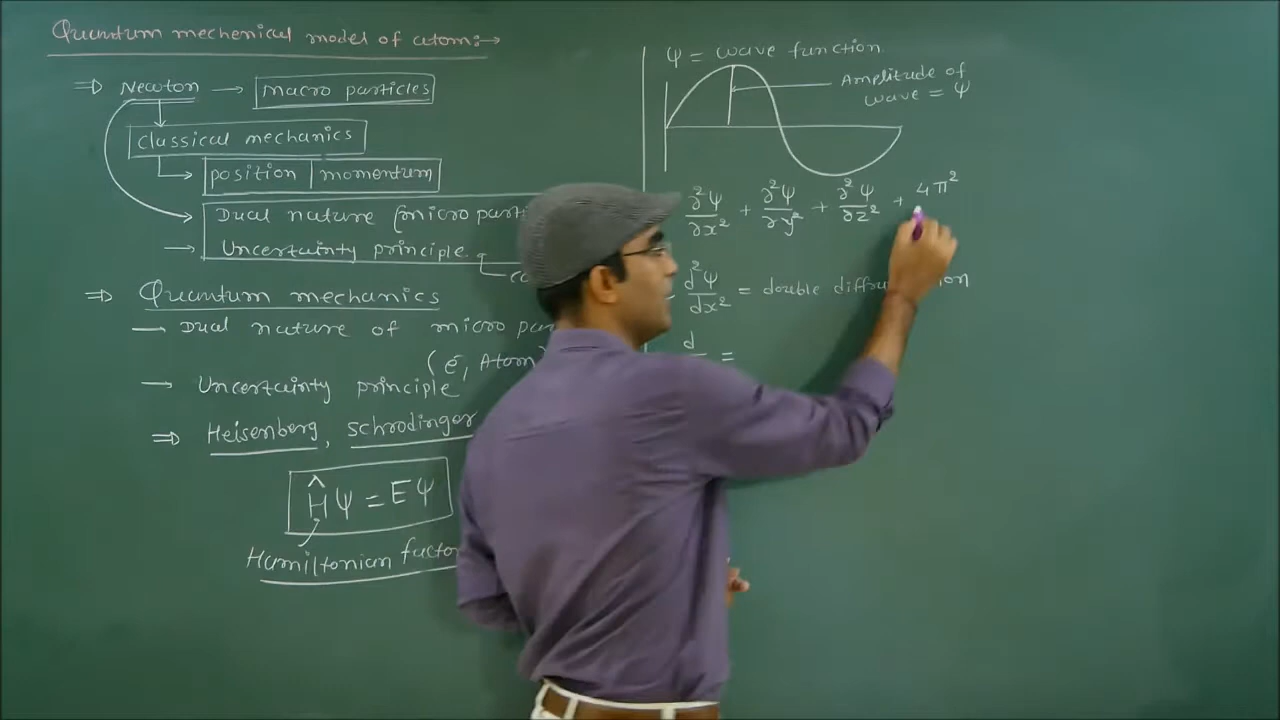 Quantum mechenical model of atom:→
⇒ Newton → macro particles
classical mechanics
position | momentum
Dual nature (micro
→ Uncertainty principle
⇒ Quantum mechanics
— Dual nature of micro
(e̅, Atom)
→ Uncertainty principle
⇒ Heisenberg, schrodinger
Ĥψ = Eψ
Hamiltonian
ψ = wave function
Amplitude of
wave = ψ
∂²ψ/∂x² + ∂²ψ/∂y² + ∂²ψ/∂z² + 4π²
d²ψ/dx² = double
d =